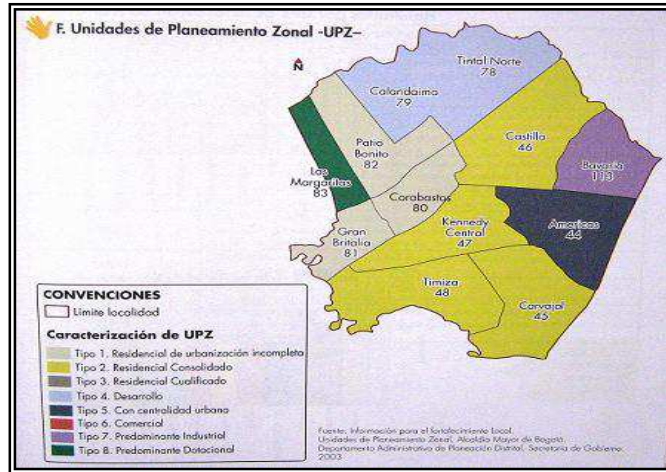 F. Unidades de Planeamiento Zonal -UPZ-
N
Tintal Norte
78
Calandaima
79
Castilla
46
Patio
Bonito
82
Bavaria
113
Las
Margaritas
83
Corabastos
80
Kennedy
Central
47
Americas
44
Gran
Britalia
81
Timiza
48
Carvajal
45
CONVENCIONES
Límite localidad
Caracterización de UPZ
Tipo 1. Residencial de urbanización incompleta
Tipo 2. Residencial Consolidado
Tipo 3. Residencial Cualificado
Tipo 4. Desarrollo
Tipo 5. Con centralidad urbana
Tipo 6. Comercial
Tipo 7. Predominante Industrial
Tipo 8. Predominante Dotacional
Fuente: Información para el fortalecimiento Local.
Unidades de Planeamiento Zonal, Alcaldía Mayor de Bogotá.
Departamento Administrativo de Planeación Distrital, Secretaría de Gobierno.
2003